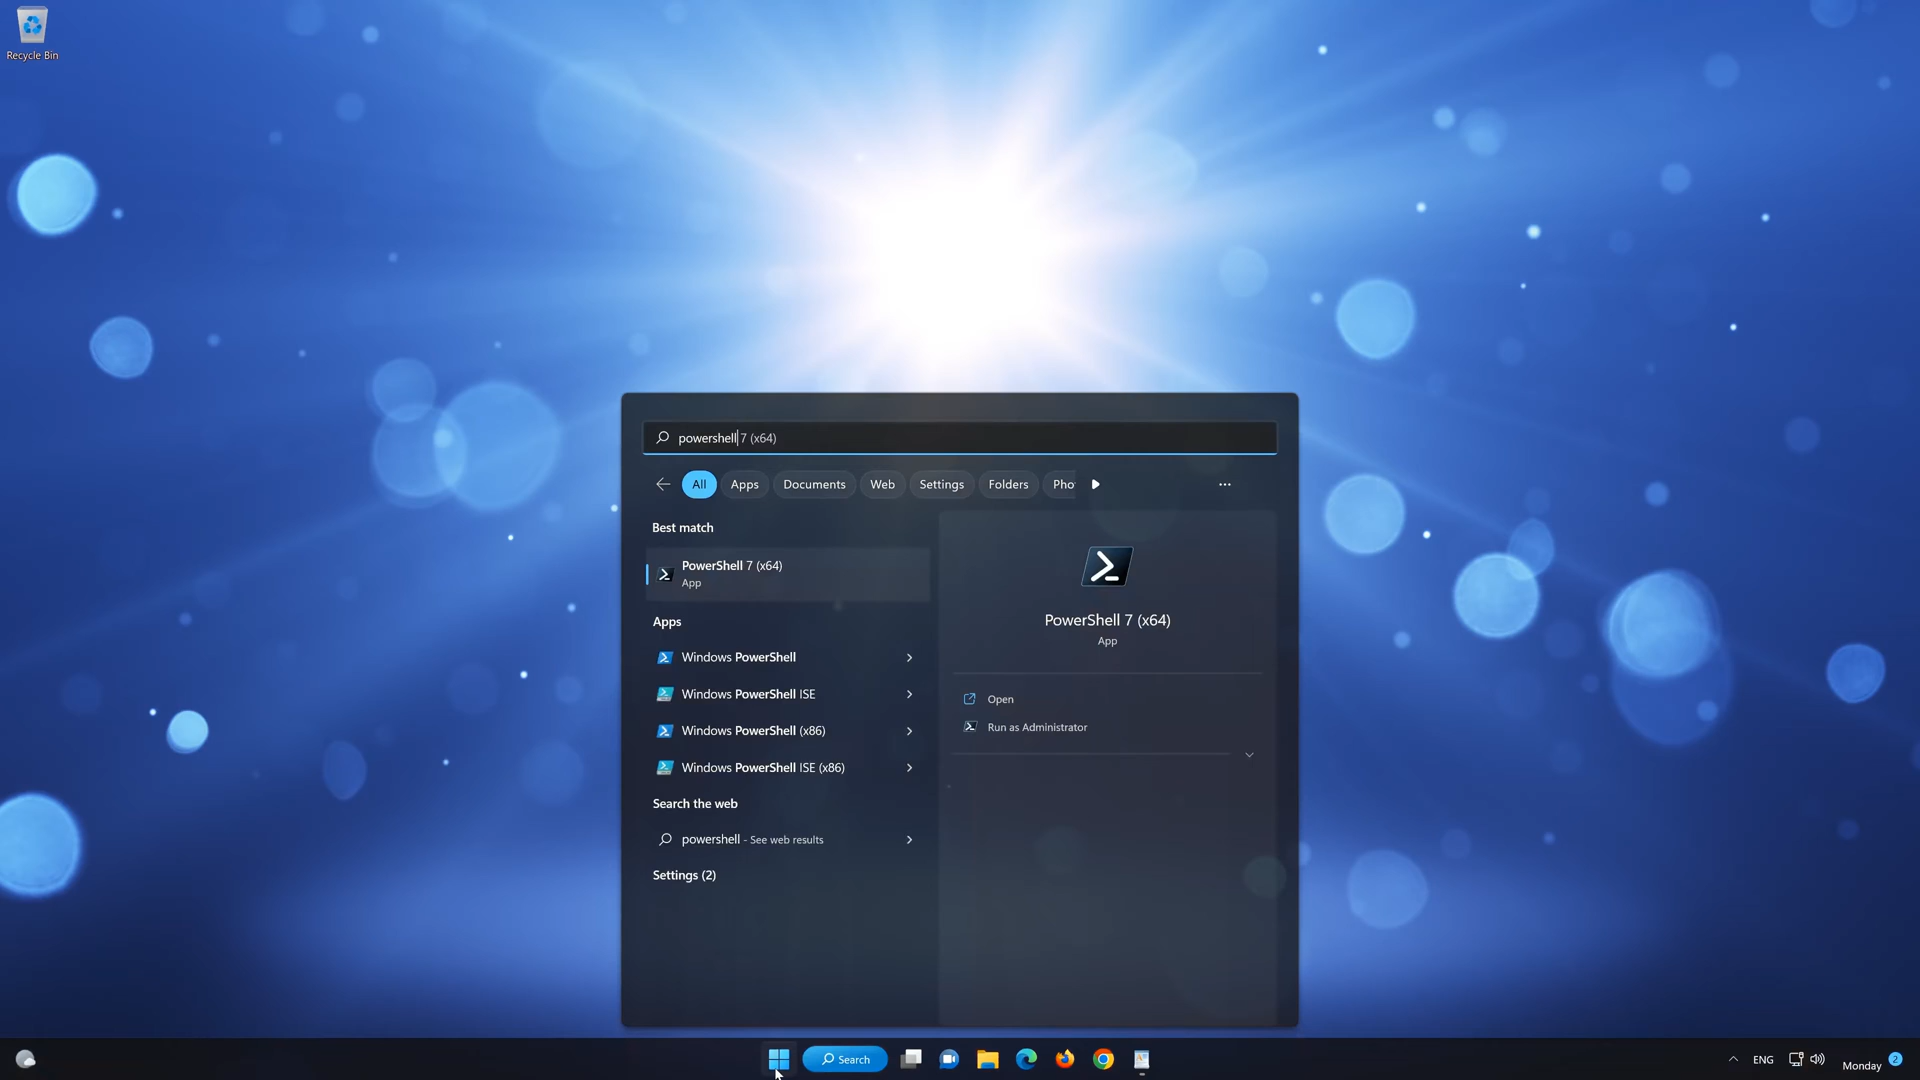 Recycle Bin
powershell 7 (x64)
All Apps Documents Web Settings Folders Pho
Best match
PowerShell 7 (x64)
App
Apps
Windows PowerShell
Windows PowerShell ISE
Windows PowerShell (x86)
Windows PowerShell ISE (x86)
Search the web
powershell - See web results
Settings (2)
PowerShell 7 (x64)
App
Open
Run as Administrator
Search
ENG
Monday 2